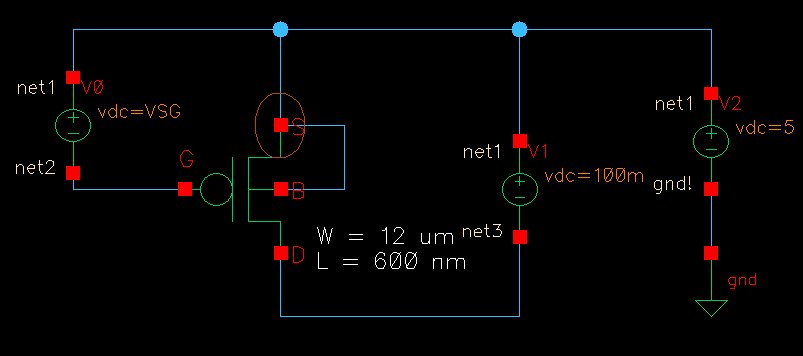 net1
V0
vdc=VSG
net2
G
S
B
D
W = 12 um
L = 600 nm
net1
V1
vdc=100m
net3
net1
V2
vdc=5
gnd!
gnd